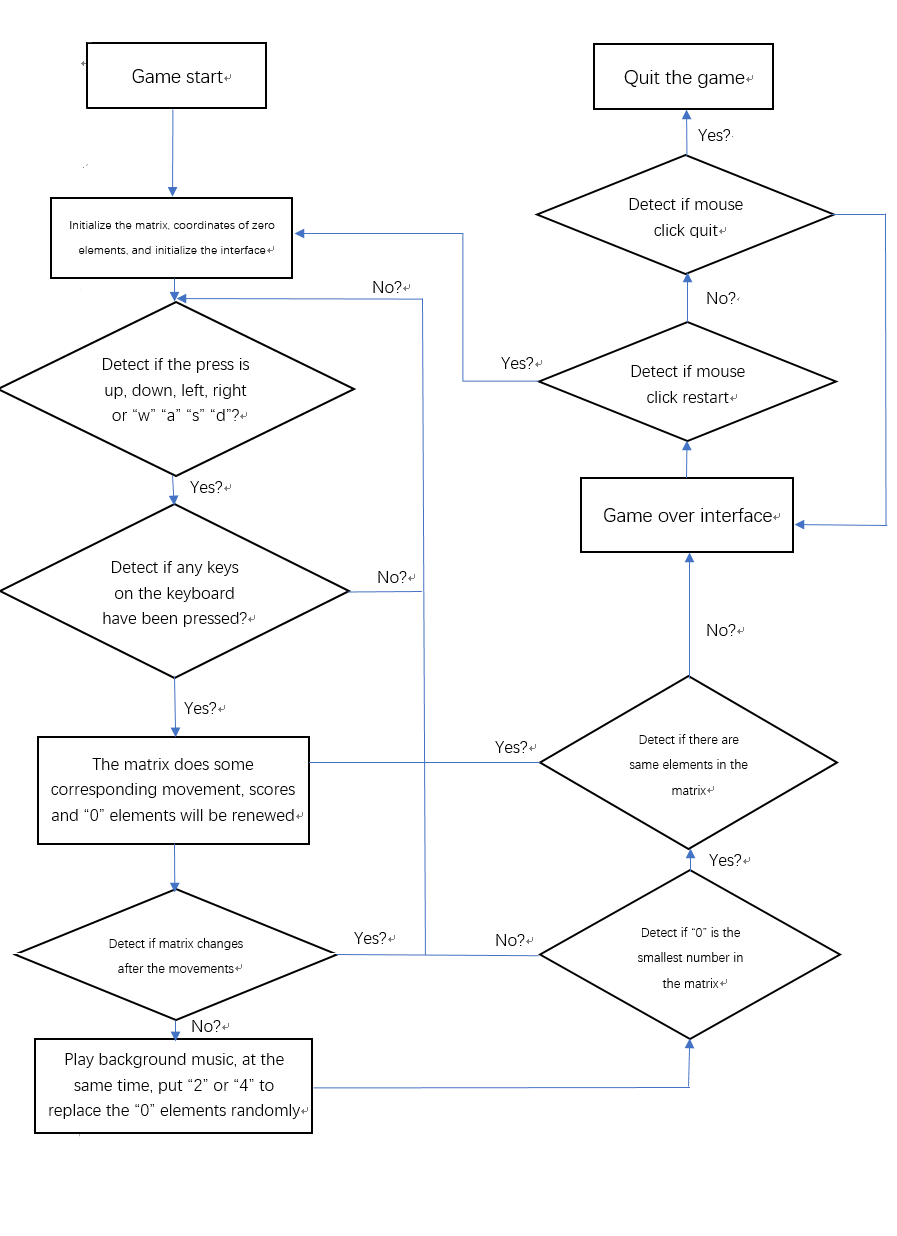 Game start
Initialize the matrix, coordinates of zero
elements, and initialize the interface
No?
Detect if the press is
up, down, left, right
or “w” “a” “s” “d”?
Yes?
Detect if any keys
on the keyboard
have been pressed?
No?
Yes?
The matrix does some
corresponding movement, scores
and “0” elements will be renewed
Detect if matrix changes
after the movements
Yes?
No?
Play background music, at the
same time, put “2” or “4” to
replace the “0” elements randomly
Quit the game
Yes?
Detect if mouse
click quit
No?
Yes?
Detect if mouse
click restart
Game over interface
No?
Yes?
Detect if there are
same elements in the
matrix
Yes?
No?
Detect if “0” is the
smallest number in
the matrix